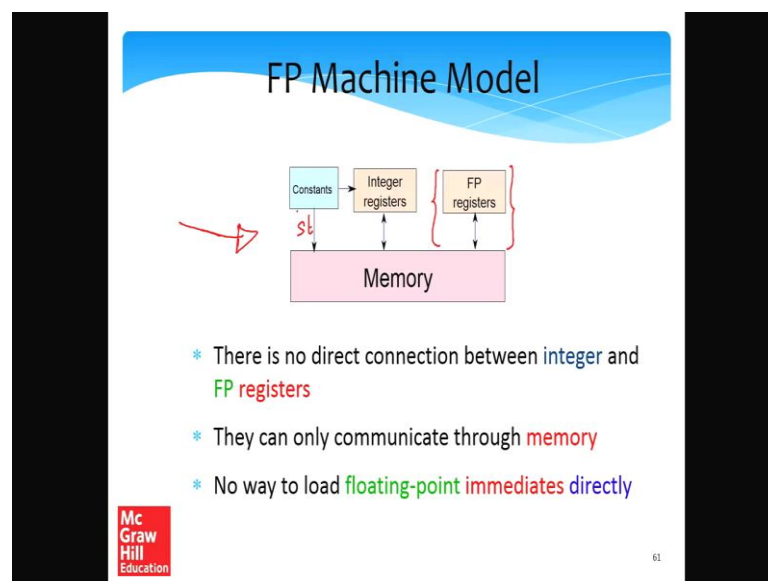 FP Machine Model
Constants
Integer
registers
FP
registers
st
Memory
* There is no direct connection between integer and
FP registers
* They can only communicate through memory
* No way to load floating-point immediates directly
Mc
Graw
Hill
Education
61